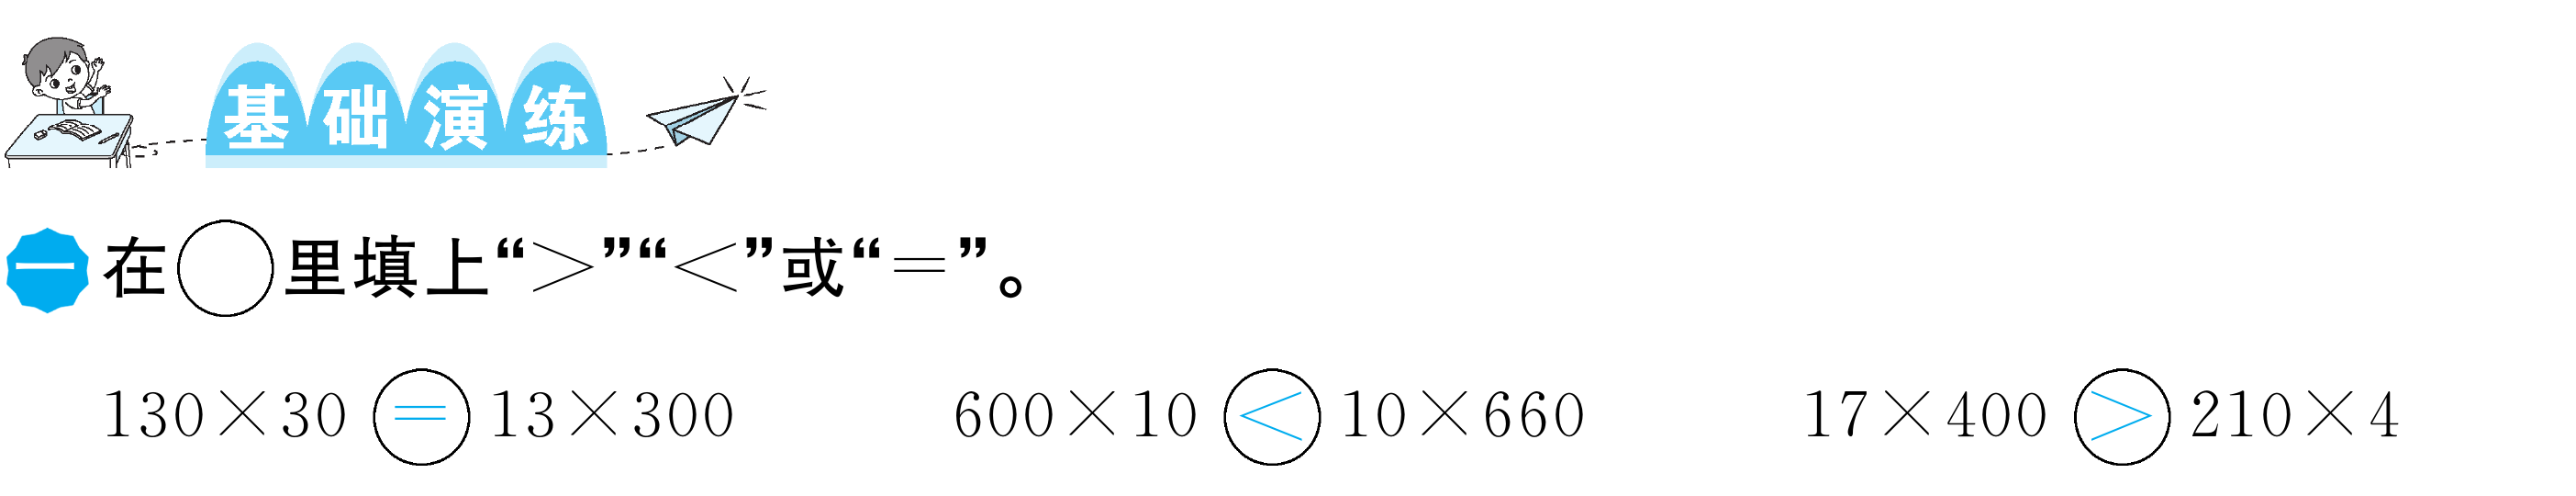 基础演练
一 在○里填上“>”“<”或“=”。
130×30 = 13×300 600×10 < 10×660 17×400 > 210×4